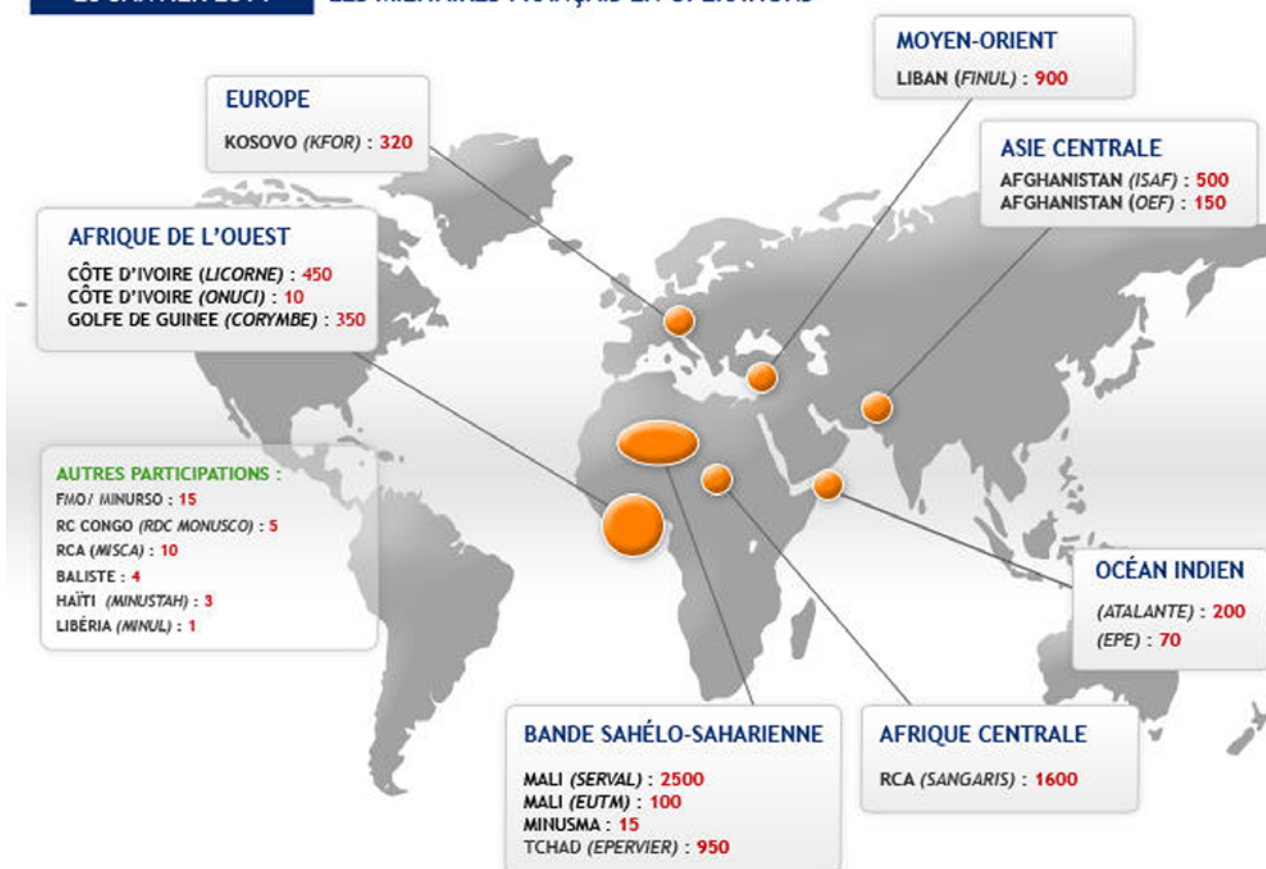 EUROPE
KOSOVO (KFOR) : 320
MOYEN-ORIENT
LIBAN (FINUL) : 900
ASIE CENTRALE
AFGHANISTAN (ISAF) : 500
AFGHANISTAN (OEF) : 150
AFRIQUE DE L'OUEST
CÔTE D'IVOIRE (LICORNE) : 450
CÔTE D'IVOIRE (ONUCI) : 10
GOLFE DE GUINEE (CORYMBE) : 350
AUTRES PARTICIPATIONS :
FMO/ MINURSO : 15
RC CONGO (RDC MONUSCO) : 5
RCA (MISCA) : 10
BALISTE : 4
HAÏTI (MINUSTAH) : 3
LIBÉRIA (MINUL) : 1
OCÉAN INDIEN
(ATALANTE) : 200
(EPE) : 70
BANDE SAHÉLO-SAHARIENNE
MALI (SERVAL) : 2500
MALI (EUTM) : 100
MINUSMA : 15
TCHAD (EPERVIER) : 950
AFRIQUE CENTRALE
RCA (SANGARIS) : 1600